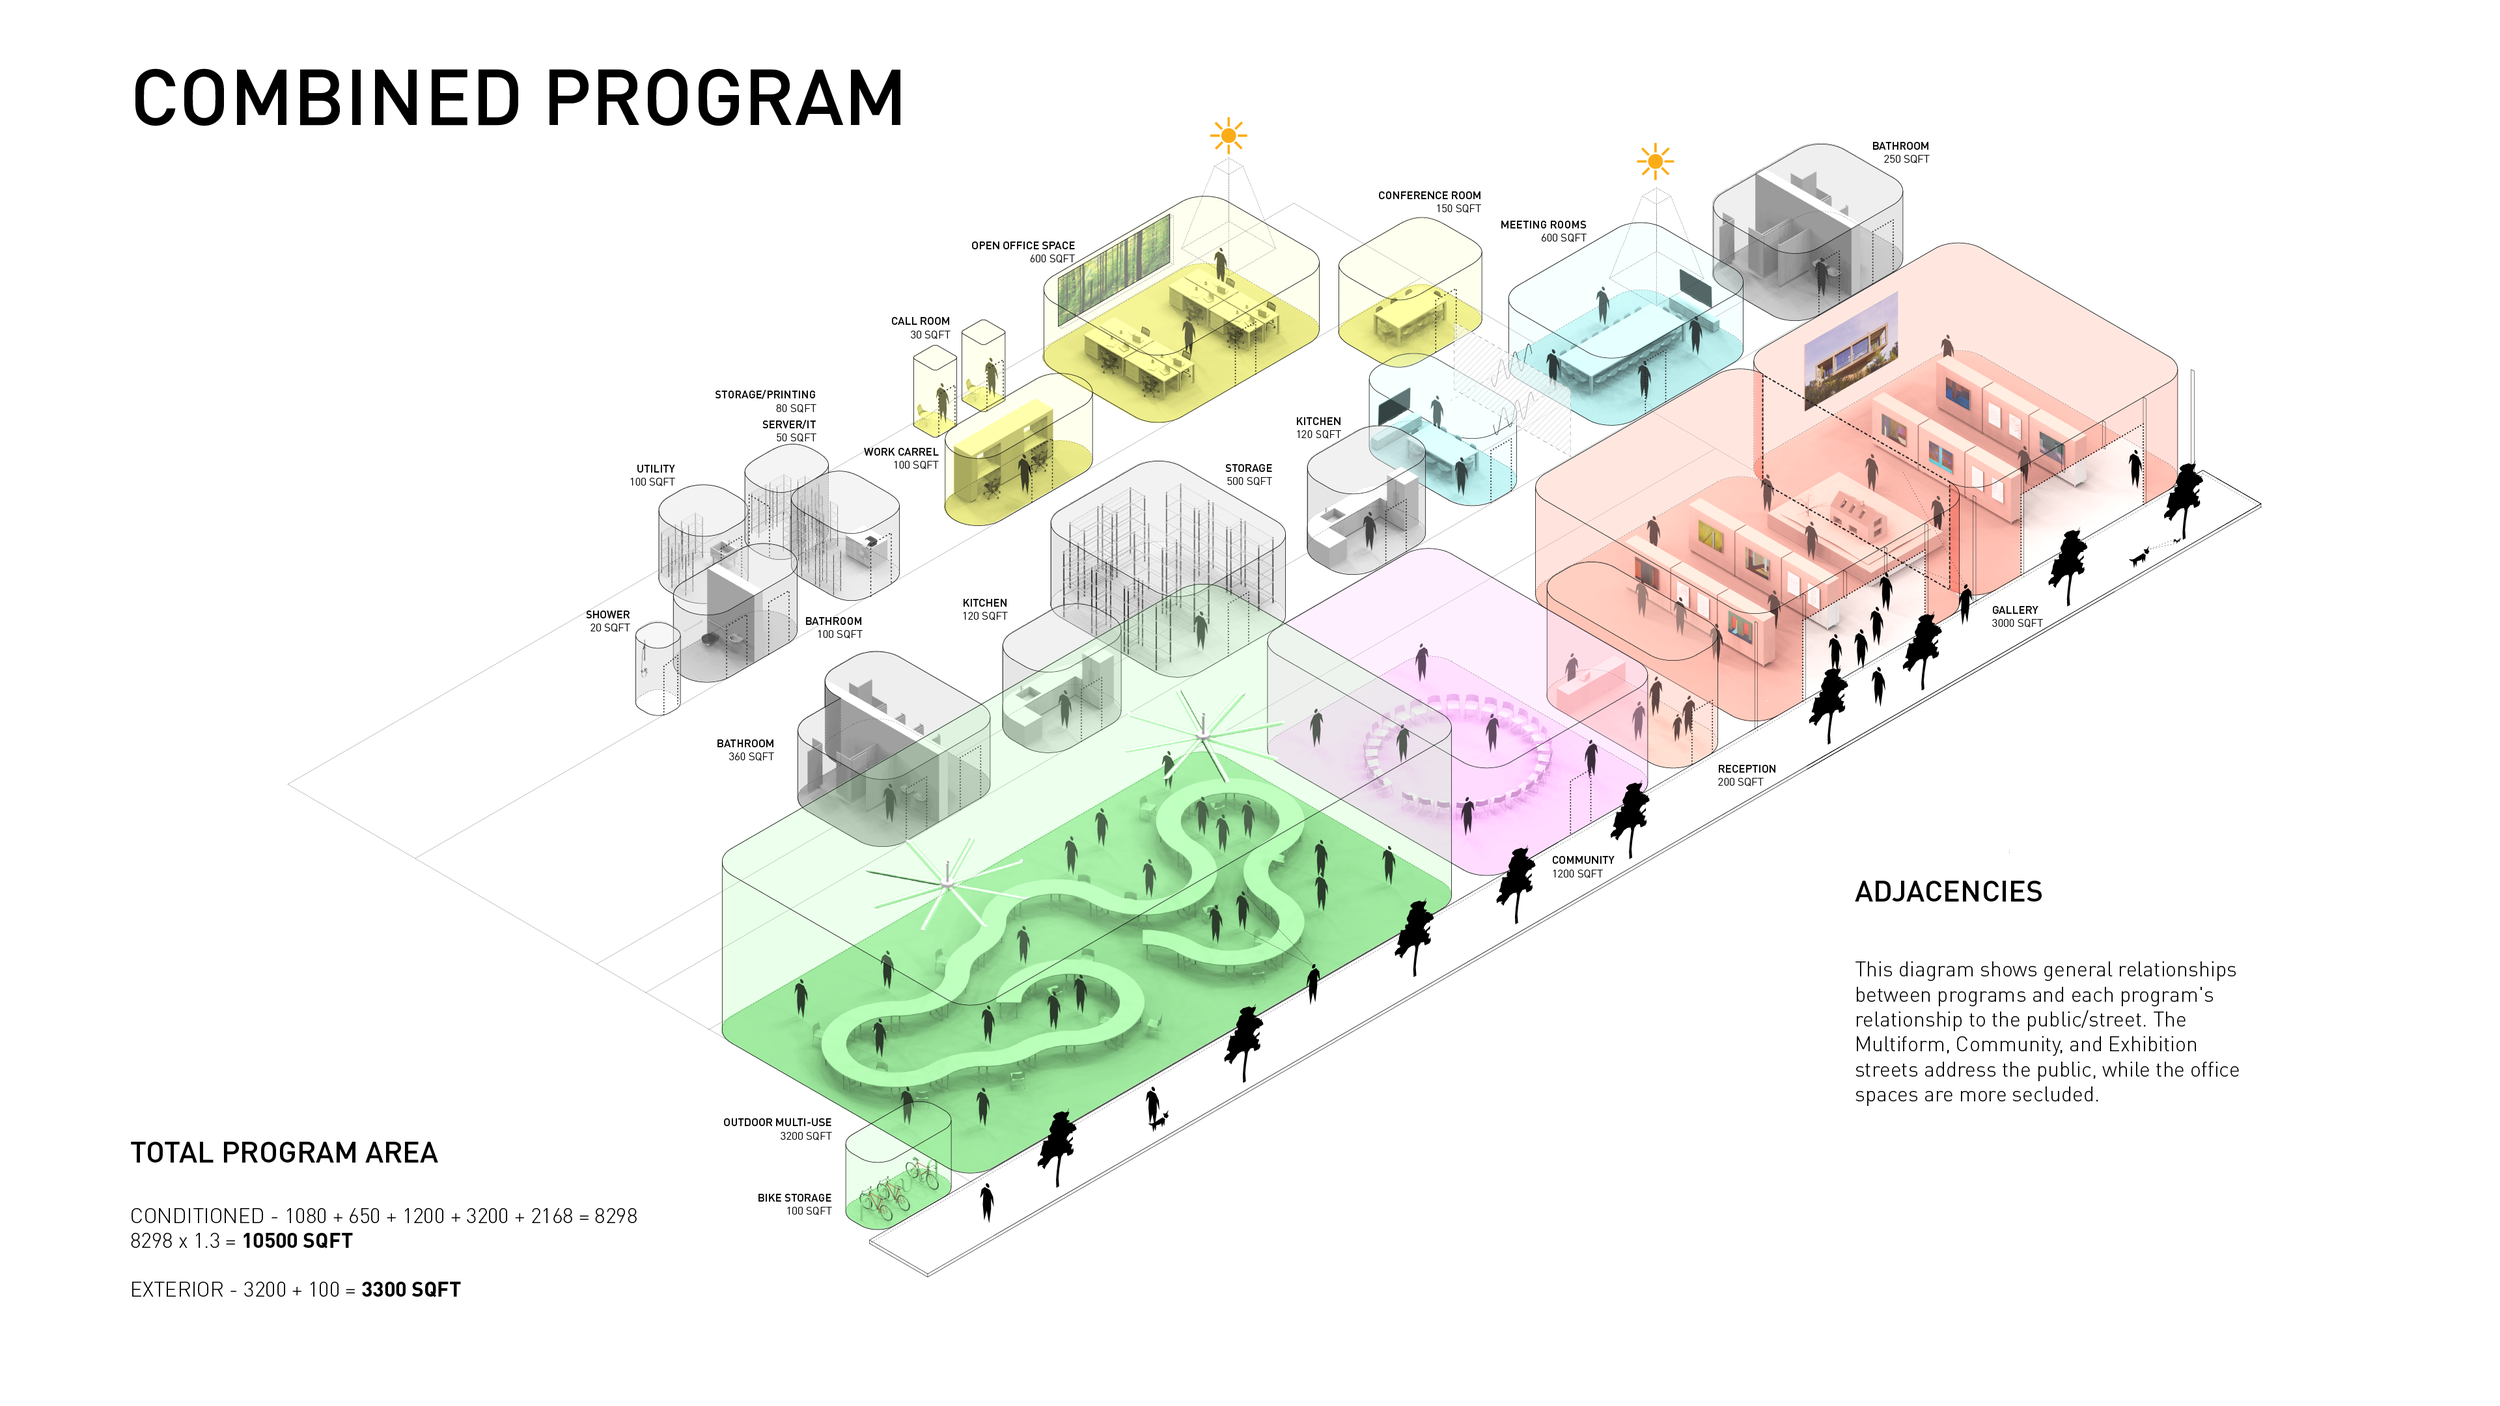 COMBINED PROGRAM
BATHROOM
250 SQFT
CONFERENCE ROOM
150 SQFT
MEETING ROOMS
600 SQFT
OPEN OFFICE SPACE
600 SQFT
CALL ROOM
30 SQFT
STORAGE/PRINTING
80 SQFT
SERVER/IT
50 SQFT
KITCHEN
120 SQFT
WORK CARREL
100 SQFT
UTILITY
100 SQFT
STORAGE
500 SQFT
SHOWER
20 SQFT
BATHROOM
100 SQFT
KITCHEN
120 SQFT
GALLERY
3000 SQFT
BATHROOM
360 SQFT
RECEPTION
200 SQFT
COMMUNITY
1200 SQFT
OUTDOOR MULTI-USE
3200 SQFT
BIKE STORAGE
100 SQFT
ADJACENCIES
This diagram shows general relationships
between programs and each program's
relationship to the public/street. The
Multiform, Community, and Exhibition
streets address the public, while the office
spaces are more secluded.
TOTAL PROGRAM AREA
CONDITIONED - 1080 + 650 + 1200 + 3200 + 2168 = 8298
8298 x 1.3 = 10500 SQFT
EXTERIOR - 3200 + 100 = 3300 SQFT